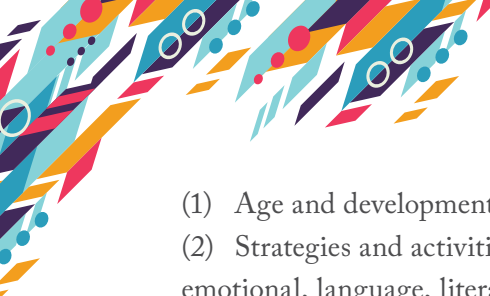 (1) Age and development
(2) Strategies and activiti
emotional, language, litera